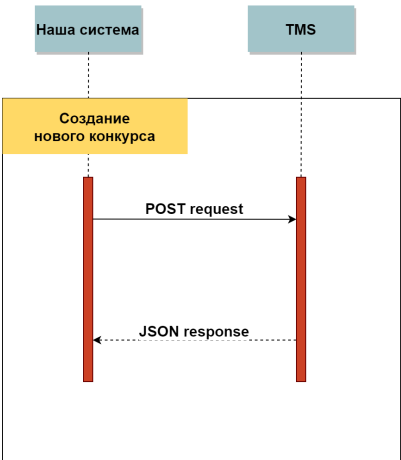 Наша система
TMS
Создание
нового конкурса
POST request
JSON response